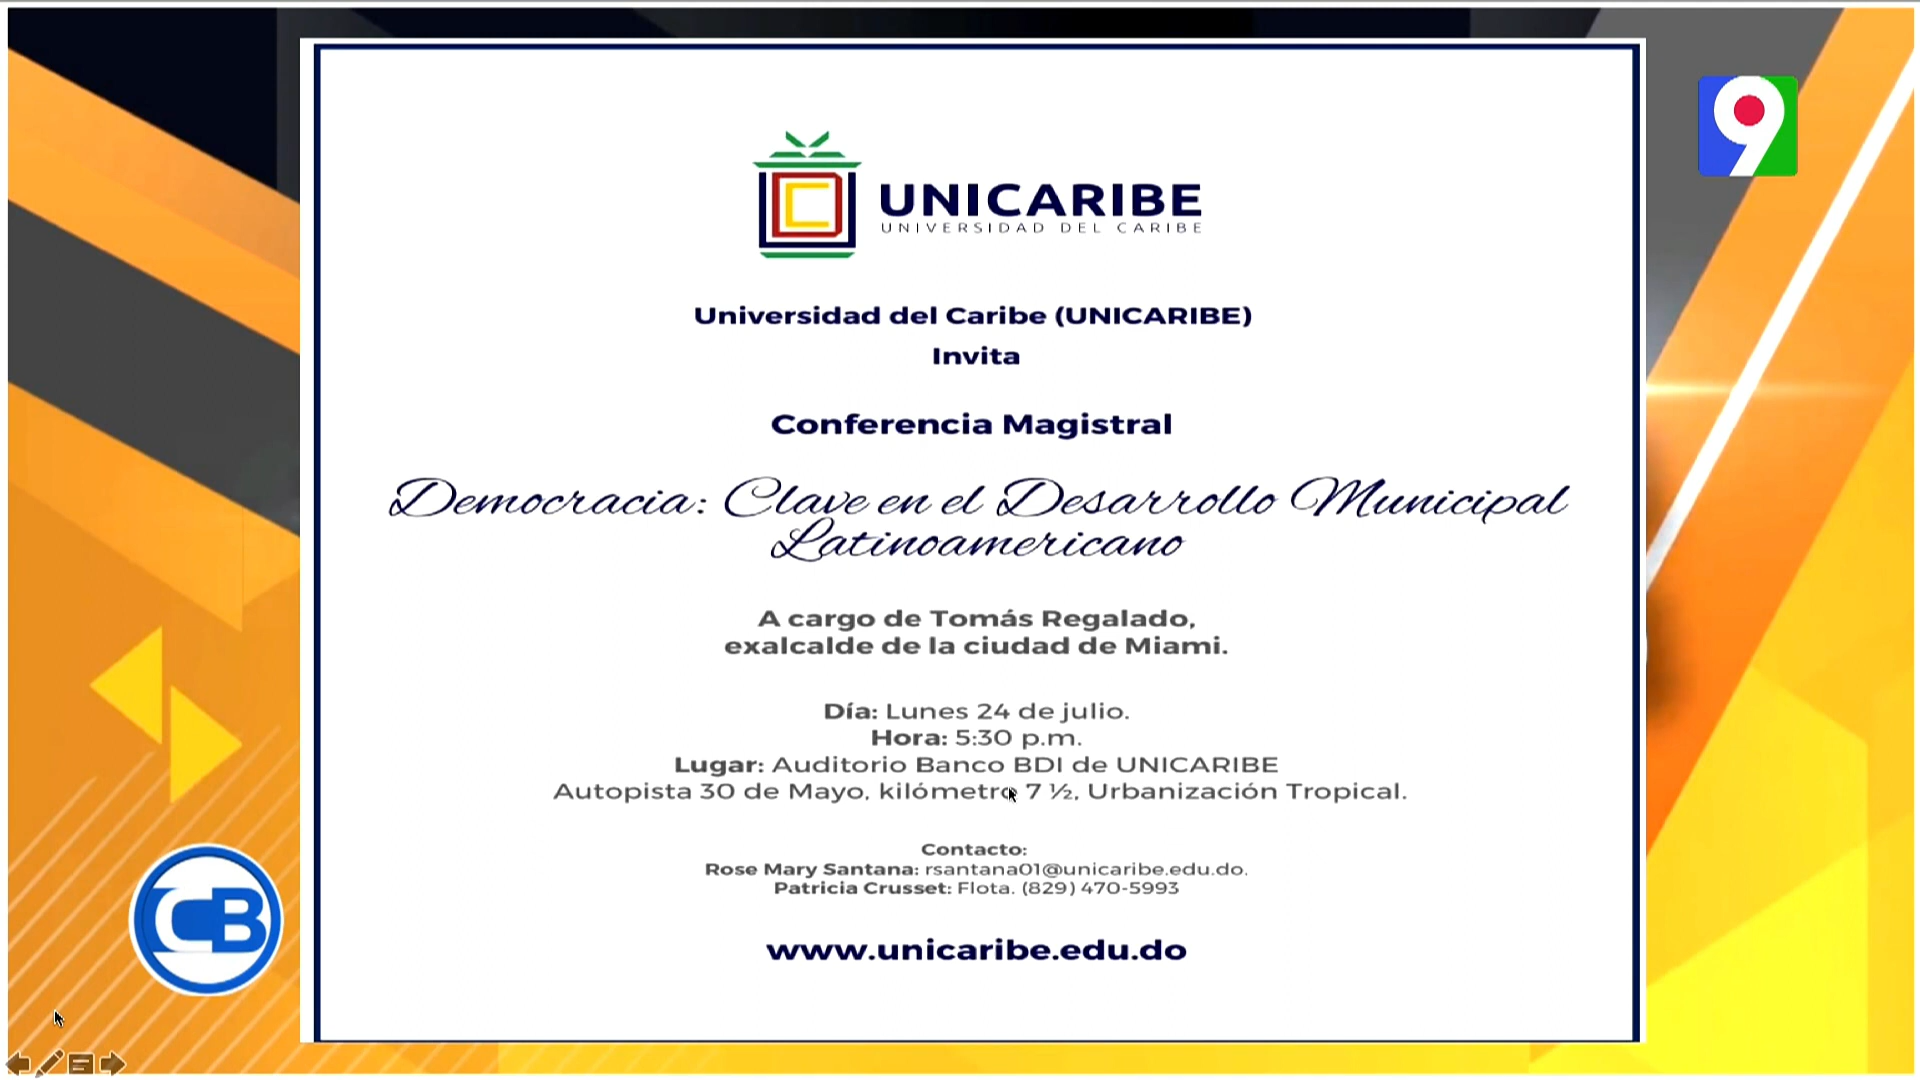 9
UNICARIBE
UNIVERSIDAD DEL CARIBE
Universidad del Caribe (UNICARIBE)
Invita
Conferencia Magistral
Democracia: Clave en el Desarrollo Municipal
Latinoamericano
A cargo de Tomás Regalado,
exalcalde de la ciudad de Miami.
Día: Lunes 24 de julio.
Hora: 5:30 p.m.
Lugar: Auditorio Banco BDI de UNICARIBE
Autopista 30 de Mayo, kilómetro 7 ½, Urbanización Tropical.
Contacto:
Rose Mary Santana: rsantana01@unicaribe.edu.do.
Patricia Crusset: Flota. (829) 470-5993
CB
www.unicaribe.edu.do